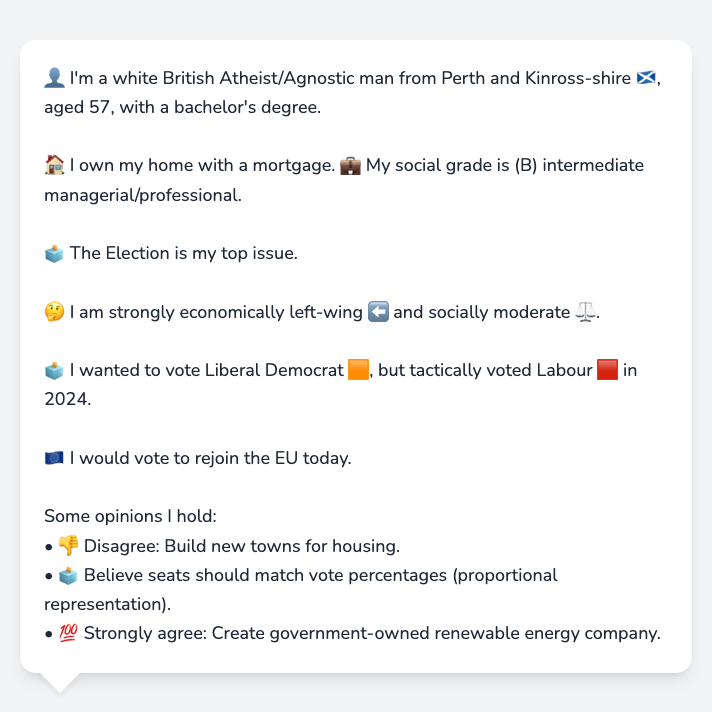 👤 I'm a white British Atheist/Agnostic man from Perth and Kinross-shire 🏴󠁧󠁢󠁳󠁣󠁴󠁿,
aged 57, with a bachelor's degree.
🏠 I own my home with a mortgage. 💼 My social grade is (B) intermediate
managerial/professional.
🗳️ The Election is my top issue.
🤔 I am strongly economically left-wing ⬅️ and socially moderate ⚖️.
🗳️ I wanted to vote Liberal Democrat 🟧, but tactically voted Labour 🟥 in
2024.
🇪🇺 I would vote to rejoin the EU today.
Some opinions I hold:
• 👎 Disagree: Build new towns for housing.
• 🗳️ Believe seats should match vote percentages (proportional
representation).
• 💯 Strongly agree: Create government-owned renewable energy company.